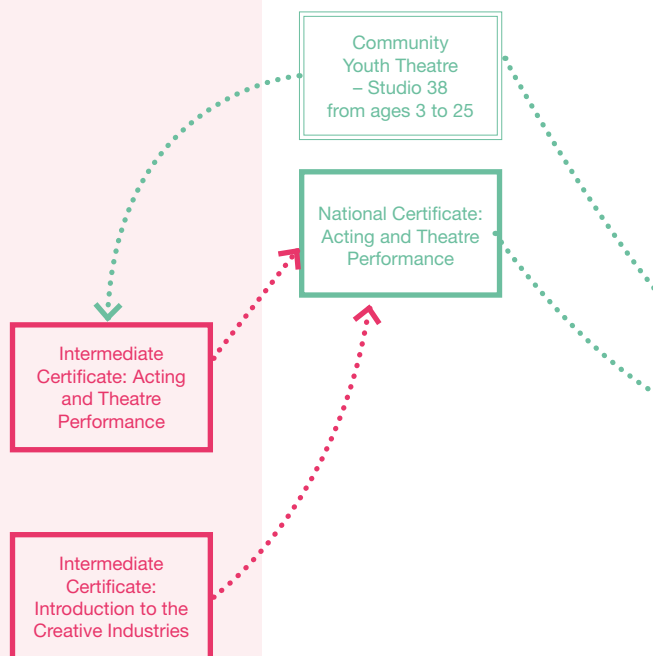 Community
Youth Theatre
– Studio 38
from ages 3 to 25
National Certificate:
Acting and Theatre
Performance
Intermediate
Certificate: Acting
and Theatre
Performance
Intermediate
Certificate:
Introduction to the
Creative Industries